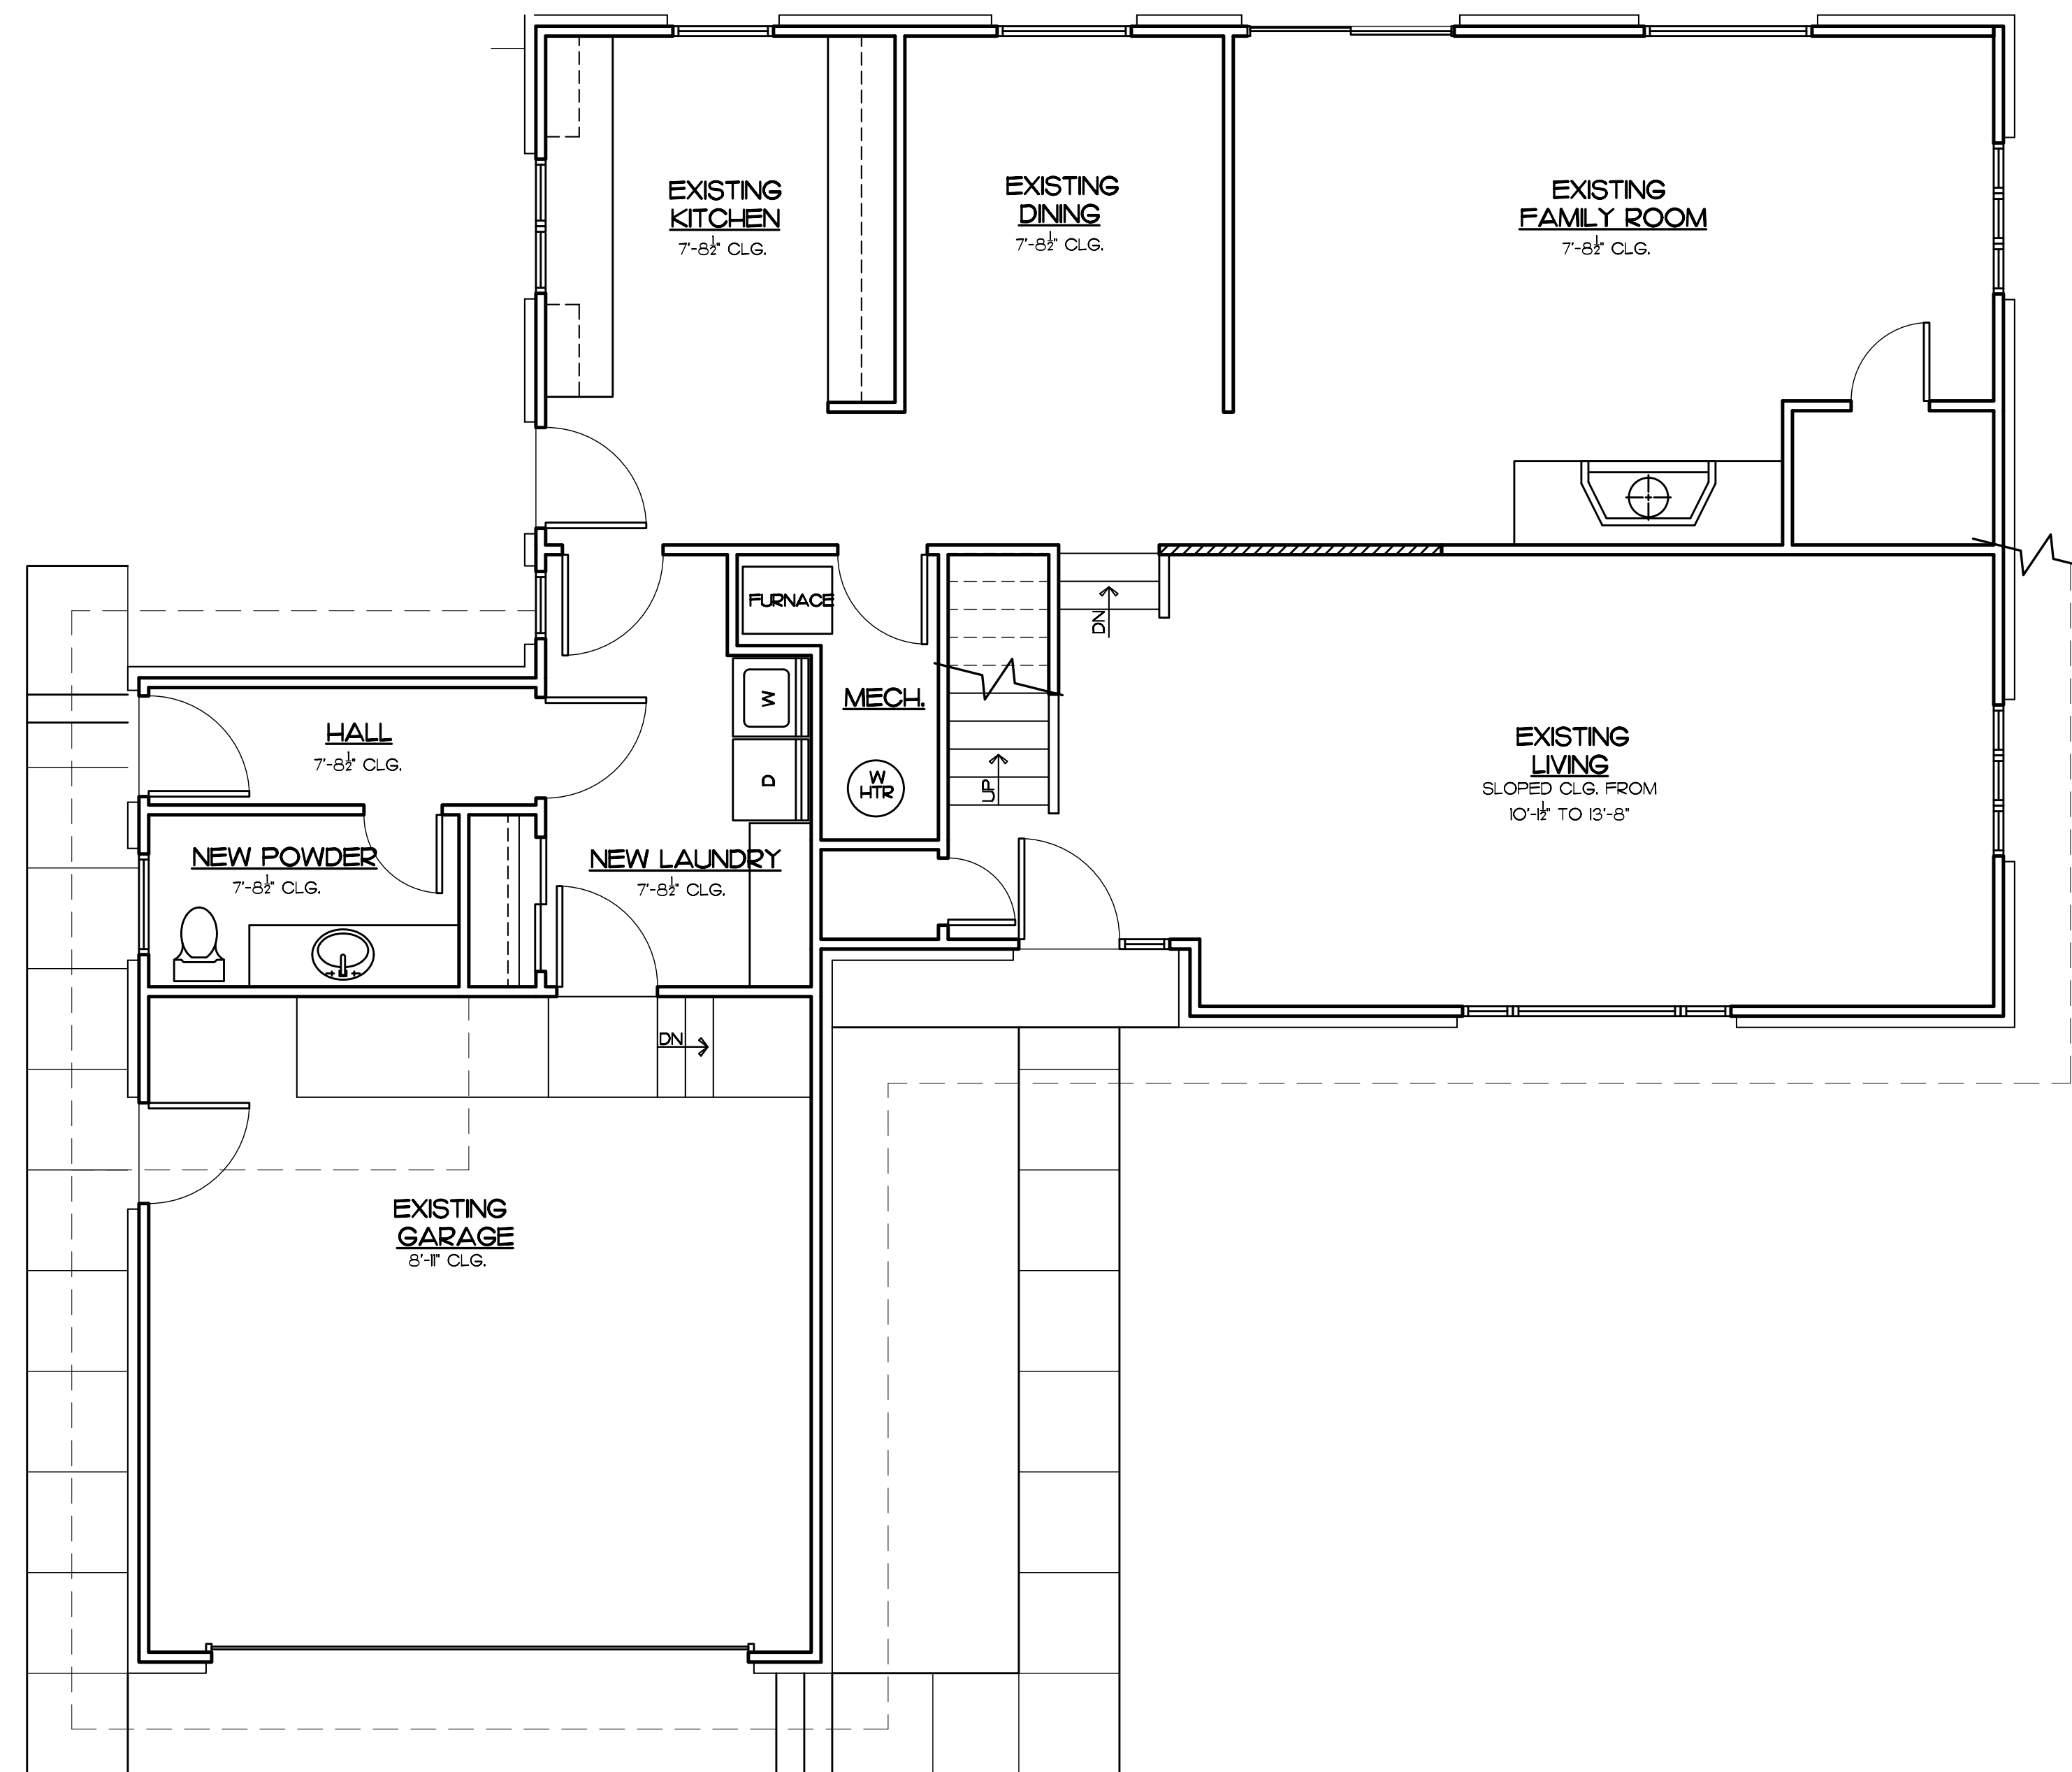 EXISTING
KITCHEN
7'-8½" CLG.
EXISTING
DINING
7'-8½" CLG.
EXISTING
FAMILY ROOM
7'-8½" CLG.
FURNACE
DN
W
MECH.
HALL
7'-8½" CLG.
D
W
HTR
UP
EXISTING
LIVING
SLOPED CLG. FROM
10'-1½" TO 13'-8"
NEW POWDER
7'-8½" CLG.
NEW LAUNDRY
7'-8½" CLG.
DN
EXISTING
GARAGE
8'-11" CLG.